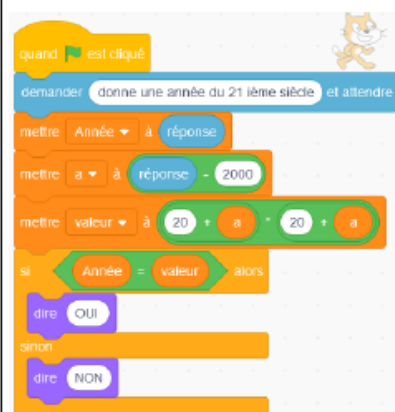 quand est cliqué
demander donne une année du 21 ième siècle et attendre
mettre Année à réponse
mettre a à réponse - 2000
mettre valeur à 20 + a * 20 + a
si Année = valeur alors
dire OUI
sinon
dire NON